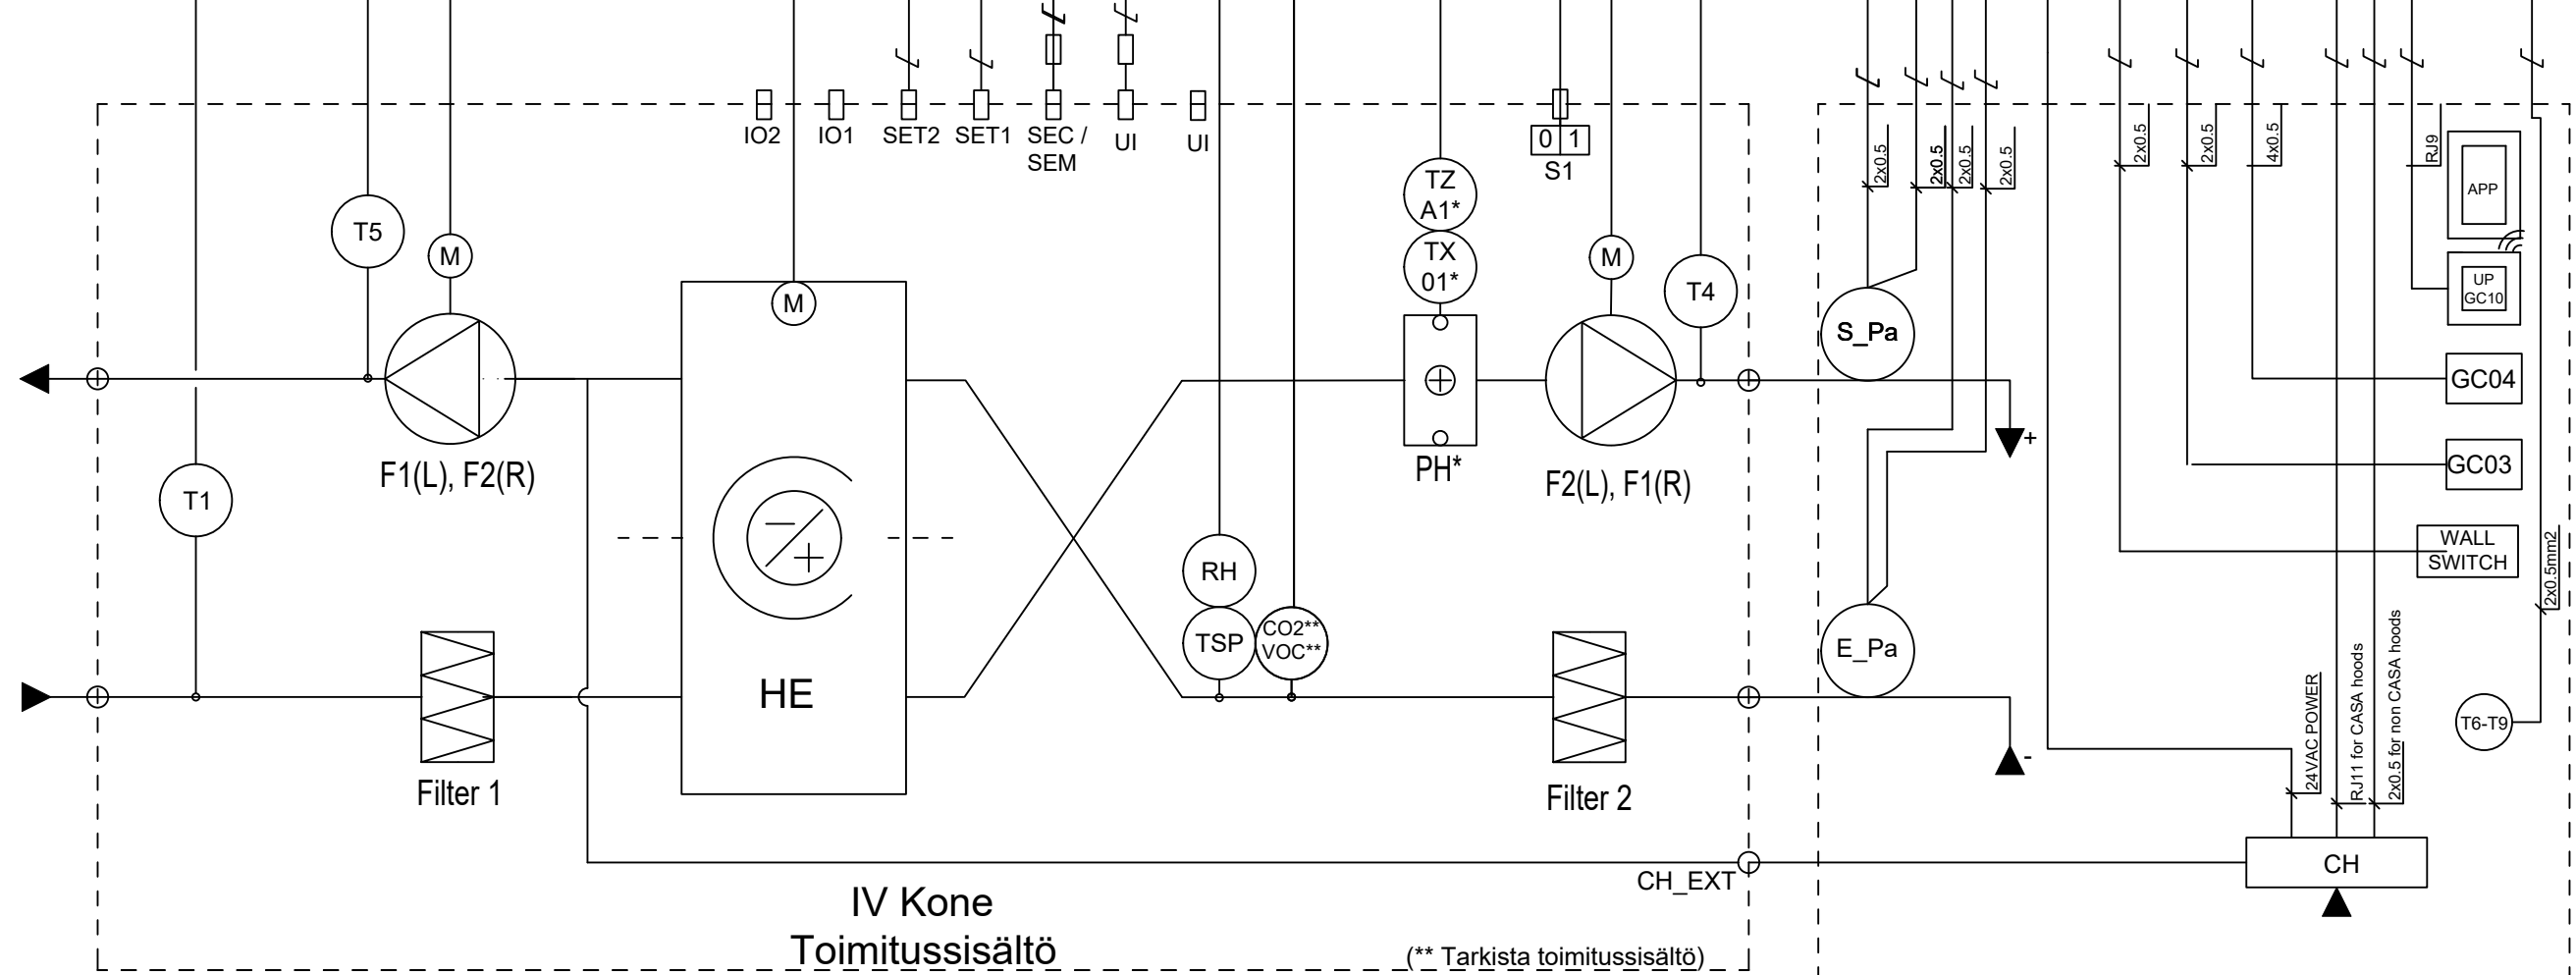 IO2
IO1
SET2
SET1
SEC /
SEM
UI
UI
0 1
S1
2x0.5
2x0.5
2x0.5
2x0.5
2x0.5
2x0.5
4x0.5
RJ9
APP
UP
GC10
T5
M
M
TZ
A1*
TX
01*
M
T4
S_Pa
GC04
+
GC03
F1(L), F2(R)
PH*
F2(L), F1(R)
T1
WALL
SWITCH
2x0.5mm2
RH
TSP
CO2**
VOC**
E_Pa
HE
T6-T9
-
24VAC POWER
RJ11 for CASA hoods
2x0.5 for non CASA hoods
Filter 1
Filter 2
CH
CH_EXT
IV Kone
Toimitussisältö
(** Tarkista toimitussisältö)